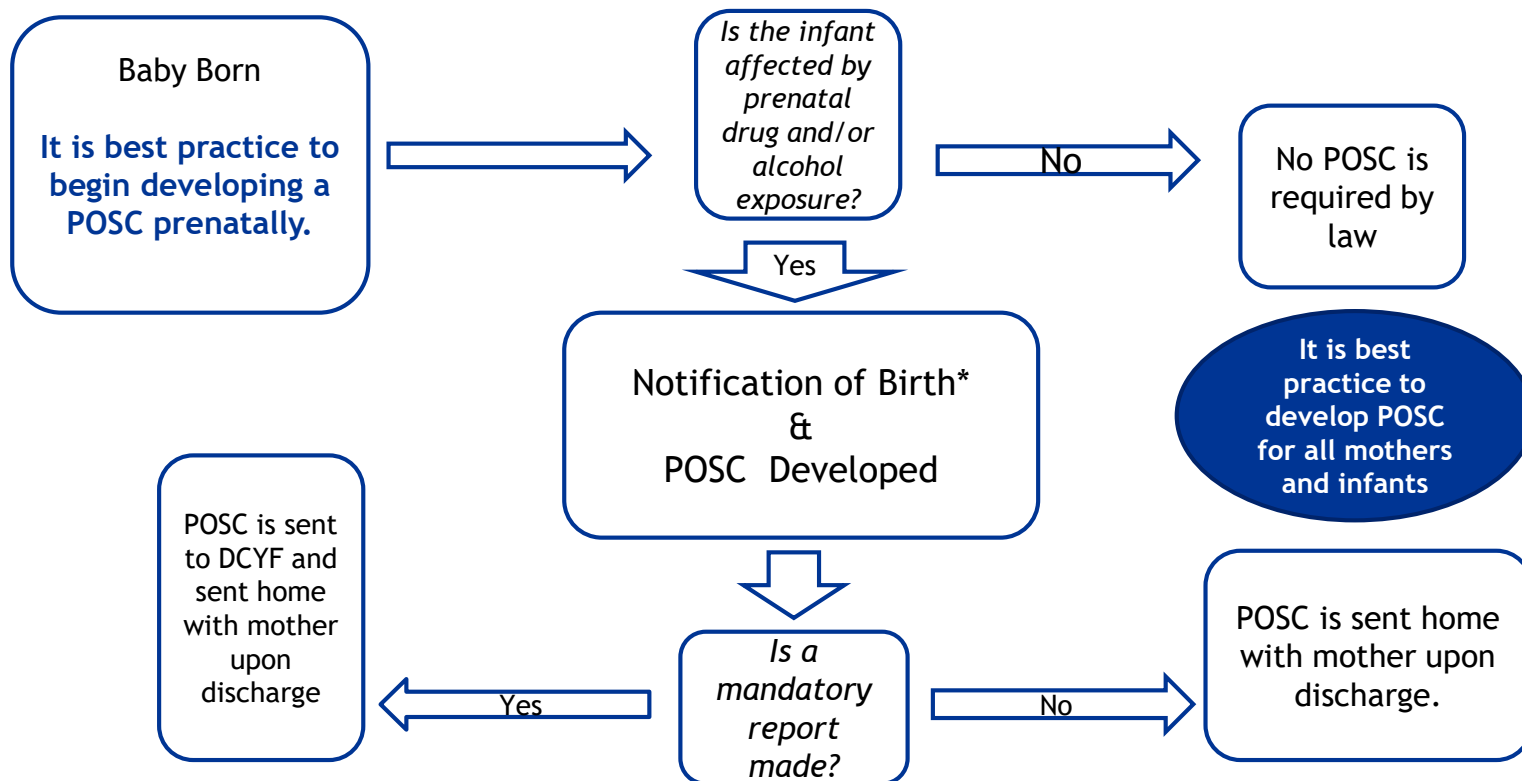 Baby Born
It is best practice to
begin developing a
POSC prenatally.
Is the infant
affected by
prenatal
drug and/or
alcohol
exposure?
No
No POSC is
required by
law
Yes
Notification of Birth*
&
POSC Developed
It is best
practice to
develop POSC
for all mothers
and infants
Is a
mandatory
report
made?
Yes
POSC is sent
to DCYF and
sent home
with mother
upon
discharge
No
POSC is sent home
with mother upon
discharge.